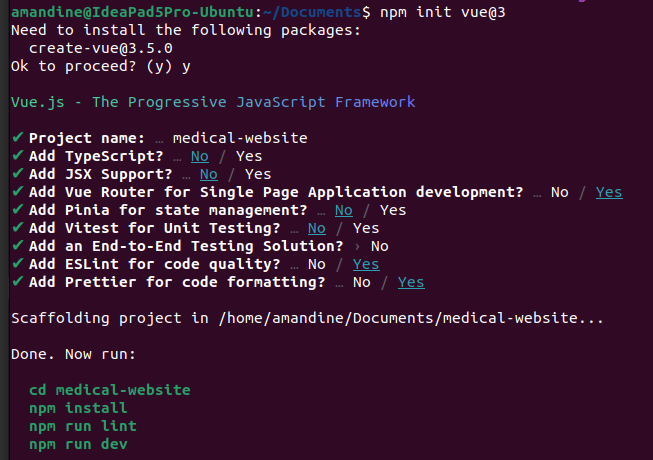 amandine@IdeaPad5Pro-Ubuntu:~/Documents$ npm init vue@3
Need to install the following packages:
  create-vue@3.5.0
Ok to proceed? (y) y
Vue.js - The Progressive JavaScript Framework
✔ Project name: … medical-website
✔ Add TypeScript? … No / Yes
✔ Add JSX Support? … No / Yes
✔ Add Vue Router for Single Page Application development? … No / Yes
✔ Add Pinia for state management? … No / Yes
✔ Add Vitest for Unit Testing? … No / Yes
✔ Add an End-to-End Testing Solution? › No
✔ Add ESLint for code quality? … No / Yes
✔ Add Prettier for code formatting? … No / Yes
Scaffolding project in /home/amandine/Documents/medical-website...
Done. Now run:
  cd medical-website
  npm install
  npm run lint
  npm run dev